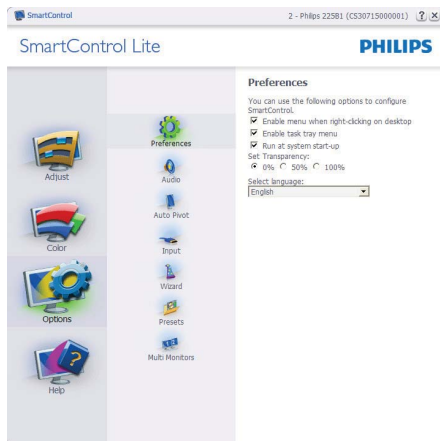 SmartControl
2 - Philips 225B1 (CS30715000001)
SmartControl Lite
PHILIPS
Adjust
Color
Options
Help
Preferences
Audio
Auto Pivot
Input
Wizard
Presets
Multi Monitors
Preferences
You can use the following options to configure
SmartControl.
Enable menu when right-clicking on desktop
Enable task tray menu
Run at system start-up
Set Transparency:
0% 50% 100%
Select language:
English